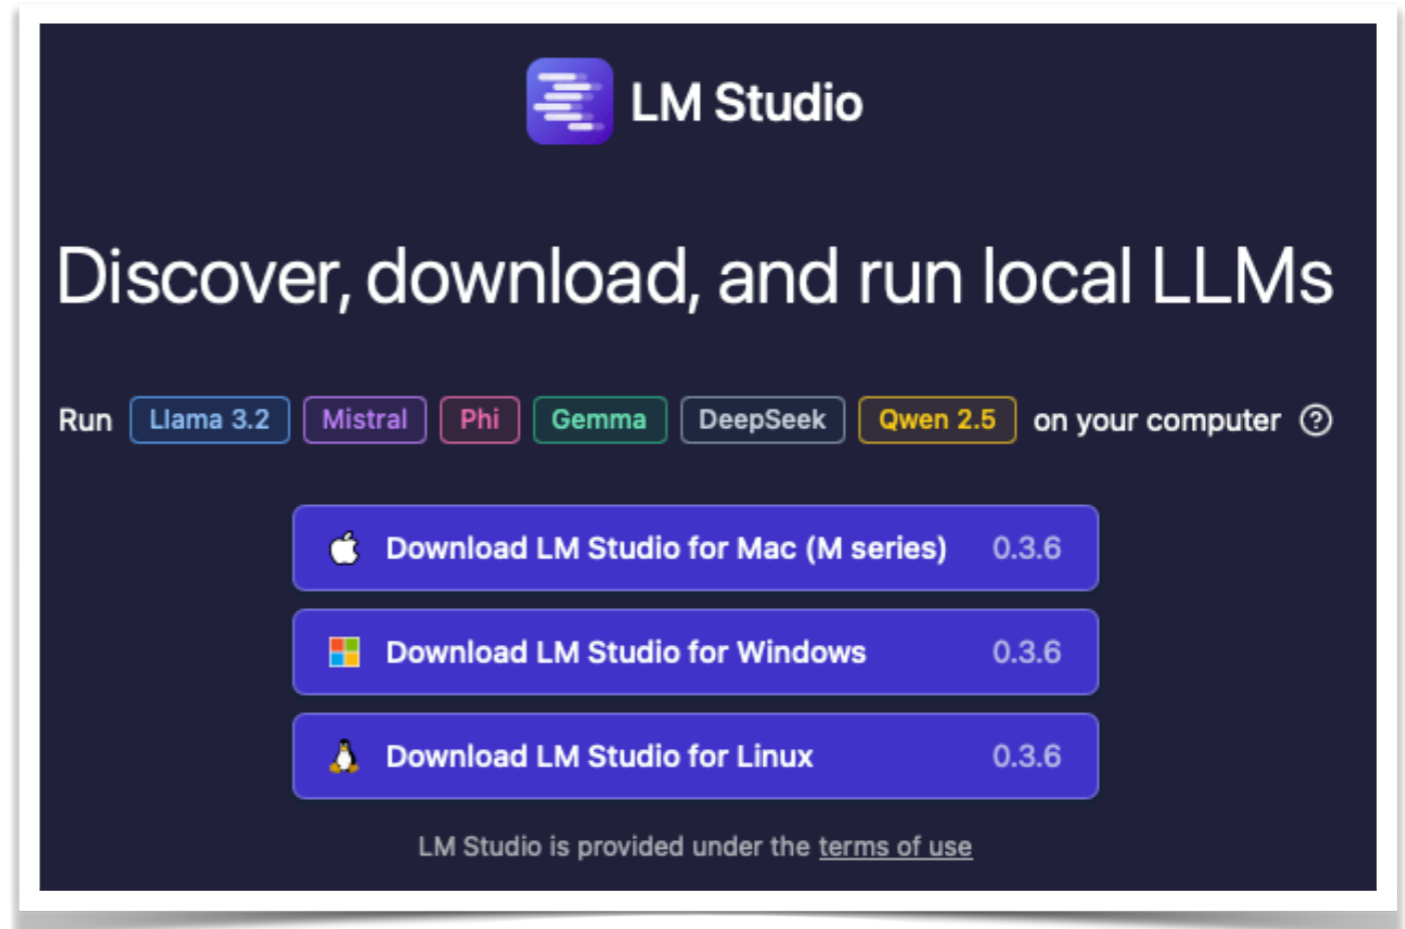 LM Studio
Discover, download, and run local LLMs
Run Llama 3.2 Mistral Phi Gemma DeepSeek Qwen 2.5 on your computer ?
Download LM Studio for Mac (M series) 0.3.6
Download LM Studio for Windows 0.3.6
Download LM Studio for Linux 0.3.6
LM Studio is provided under the terms of use